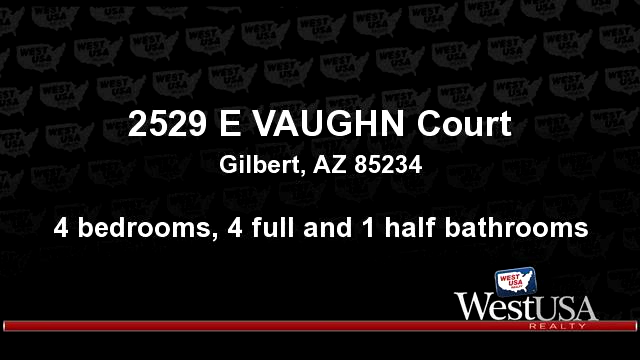 2529 E VAUGHN Court
Gilbert, AZ 85234
4 bedrooms, 4 full and 1 half bathrooms
WEST
USA
WestUSA
REALTY